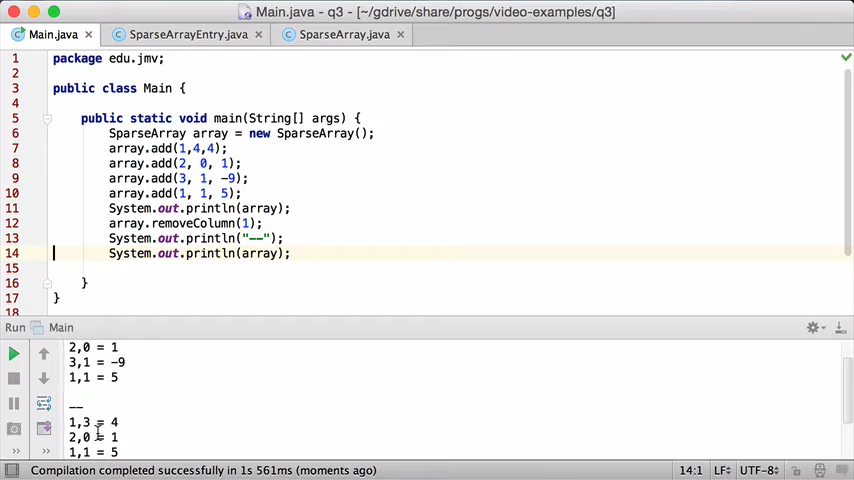 Main.java - q3 - [~/gdrive/share/progs/video-examples/q3]
Main.java SparseArrayEntry.java SparseArray.java
1 package edu.jmv;
2
3 public class Main {
4
5 public static void main(String[] args) {
6 SparseArray array = new SparseArray();
7 array.add(1,4,4);
8 array.add(2, 0, 1);
9 array.add(3, 1, -9);
10 array.add(1, 1, 5);
11 System.out.println(array);
12 array.removeColumn(1);
13 System.out.println("--");
14 System.out.println(array);
15
16 }
17 }
18
Run Main
2,0 = 1
3,1 = -9
1,1 = 5
--
1,3 = 4
2,0 = 1
1,1 = 5
Compilation completed successfully in 1s 561ms (moments ago) 14:1 LF UTF-8